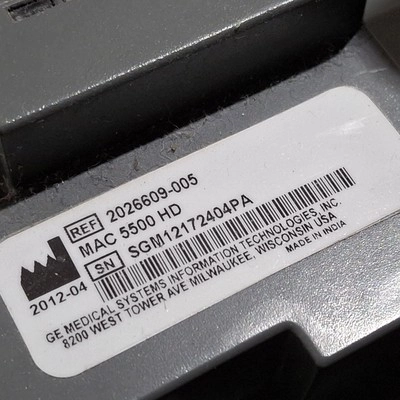 REF 2026609-005
MAC 5500 HD
SN SGM12172404PA
2012-04
GE MEDICAL SYSTEMS INFORMATION TECHNOLOGIES, INC.
8200 WEST TOWER AVE MILWAUKEE, WISCONSIN USA
MADE IN INDIA